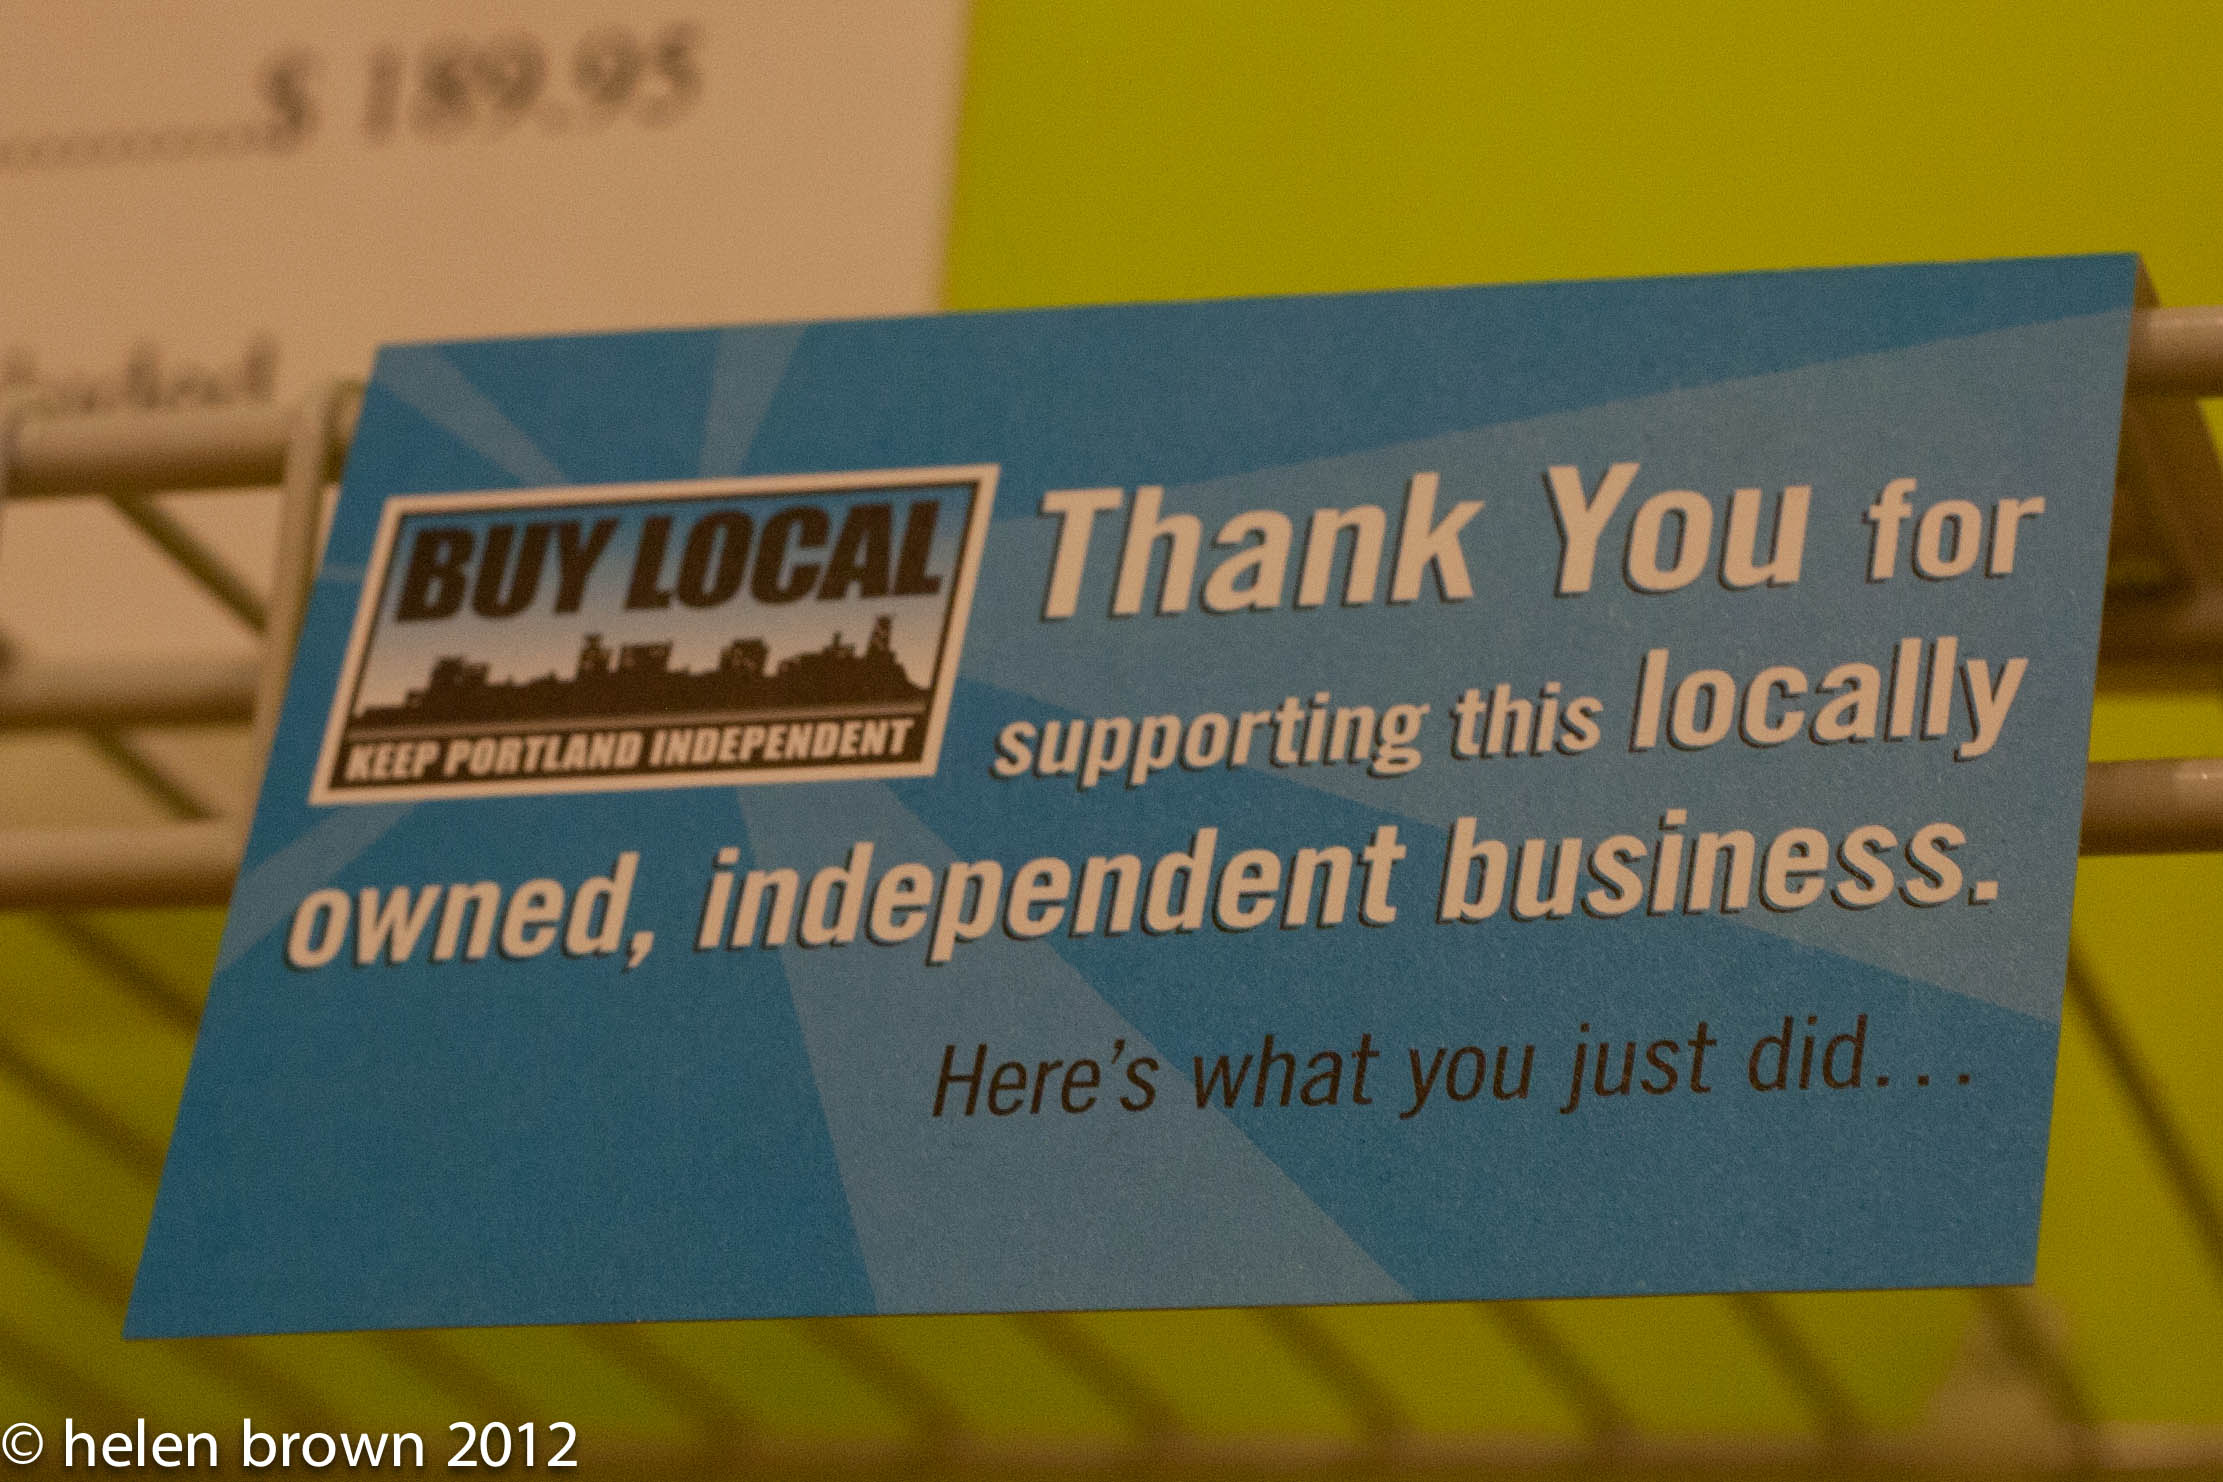 $ 189.95
BUY LOCAL
KEEP PORTLAND INDEPENDENT
Thank You for
supporting this locally
owned, independent business.
Here's what you just did...
© helen brown 2012